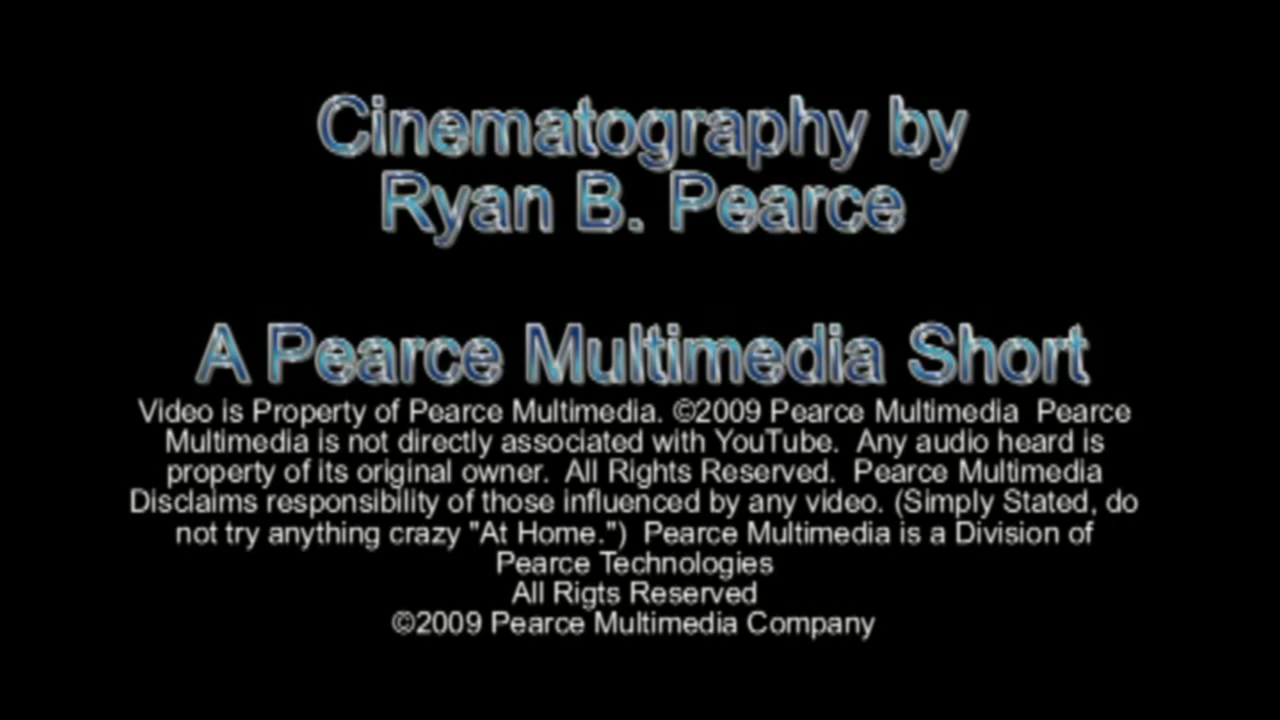 Cinematography by
Ryan B. Pearce
A Pearce Multimedia Short
Video is Property of Pearce Multimedia. ©2009 Pearce Multimedia  Pearce
Multimedia is not directly associated with YouTube.  Any audio heard is
property of its original owner.  All Rights Reserved.  Pearce Multimedia
Disclaims responsibility of those influenced by any video. (Simply Stated, do
not try anything crazy "At Home.")  Pearce Multimedia is a Division of
Pearce Technologies
All Rigts Reserved
©2009 Pearce Multimedia Company